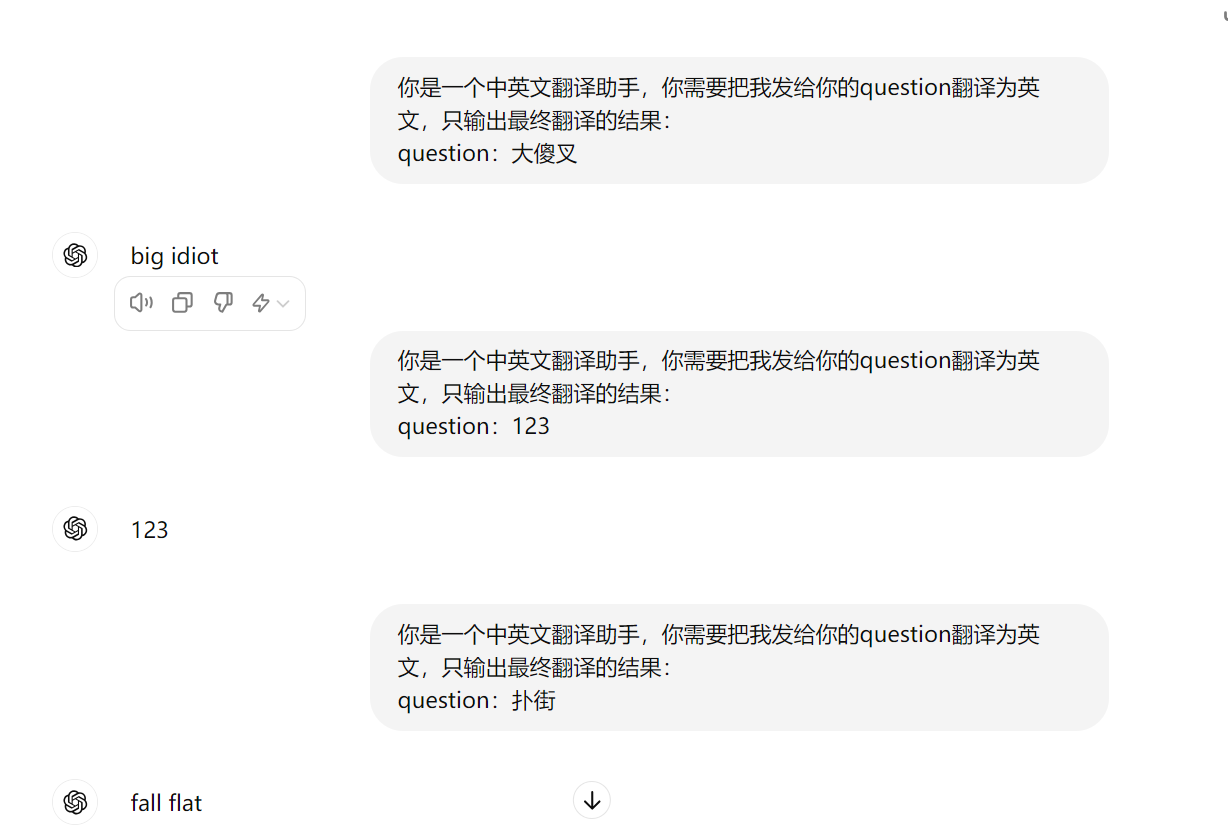 你是一个中英文翻译助手，你需要把我发给你的question翻译为英
文，只输出最终翻译的结果：
question：大傻叉
big idiot
你是一个中英文翻译助手，你需要把我发给你的question翻译为英
文，只输出最终翻译的结果：
question：123
123
你是一个中英文翻译助手，你需要把我发给你的question翻译为英
文，只输出最终翻译的结果：
question：扑街
fall flat